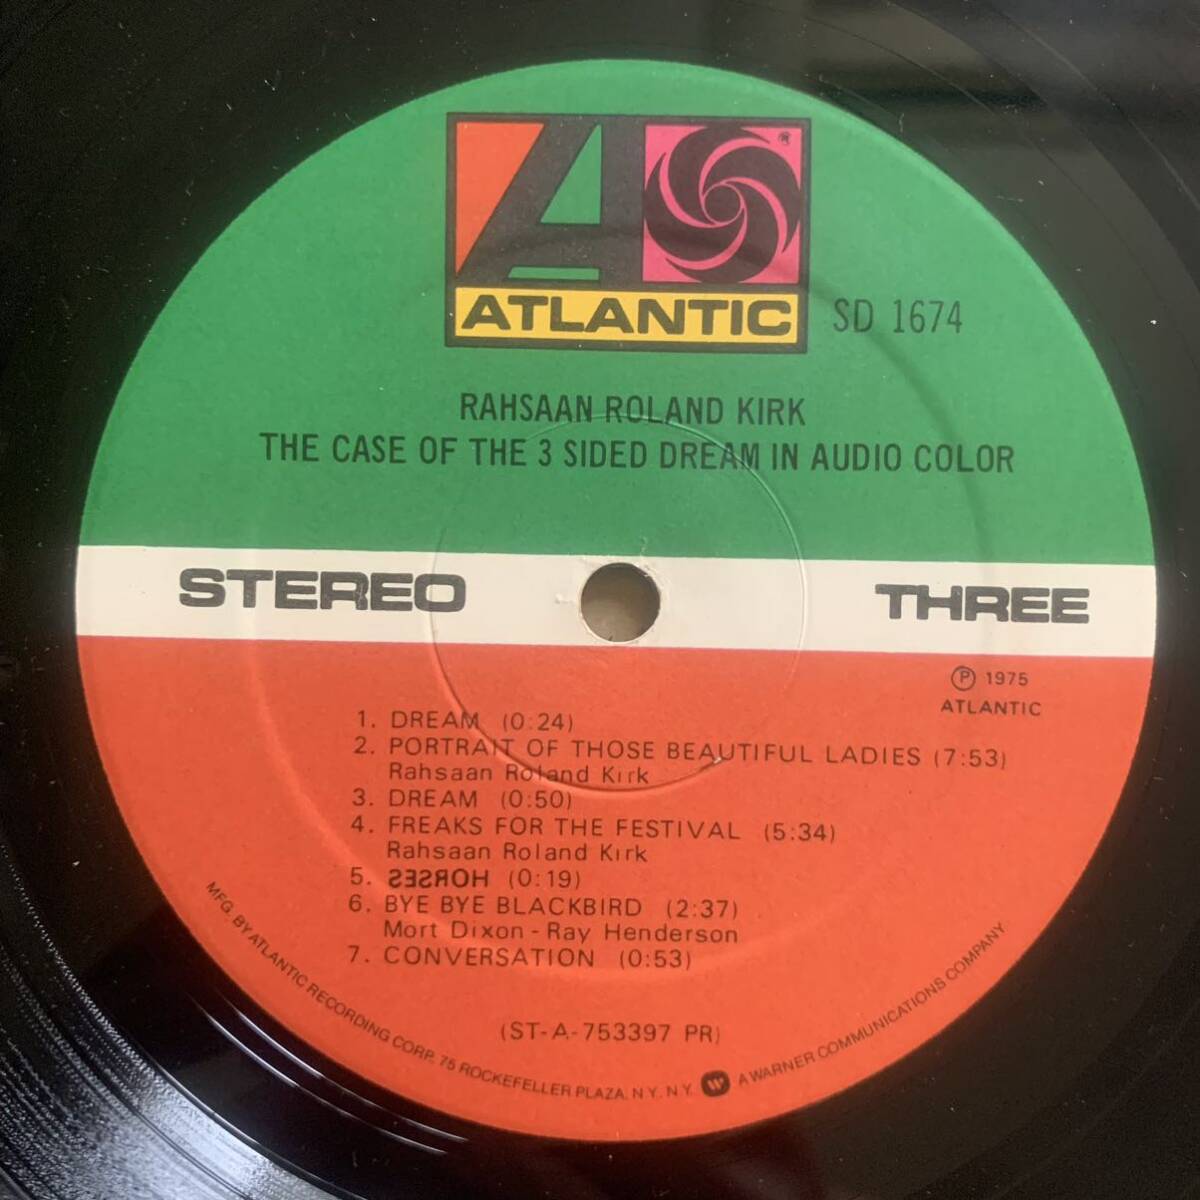 ATLANTIC
®
SD 1674
RAHSAAN ROLAND KIRK
THE CASE OF THE 3 SIDED DREAM IN AUDIO COLOR
STEREO
THREE
Ⓟ 1975
ATLANTIC
1. DREAM (0:24)
2. PORTRAIT OF THOSE BEAUTIFUL LADIES (7:53)
Rahsaan Roland Kirk
3. DREAM (0:50)
4. FREAKS FOR THE FESTIVAL (5:34)
Rahsaan Roland Kirk
5. HORSES (0:19)
6. BYE BYE BLACKBIRD (2:37)
Mort Dixon - Ray Henderson
7. CONVERSATION (0:53)
(ST-A-753397 PR)
MFG. BY ATLANTIC RECORDING CORP. 75 ROCKEFELLER PLAZA, N.Y. N.Y. W A WARNER COMMUNICATIONS COMPANY